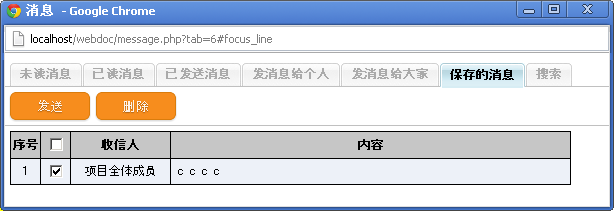 消息 - Google Chrome
localhost/webdoc/message.php?tab=6#focus_line
未读消息 已读消息 已发送消息 发消息给个人 发消息给大家 保存的消息 搜索
发送 删除
序号 收信人 内容
1 项目全体成员 c c c c